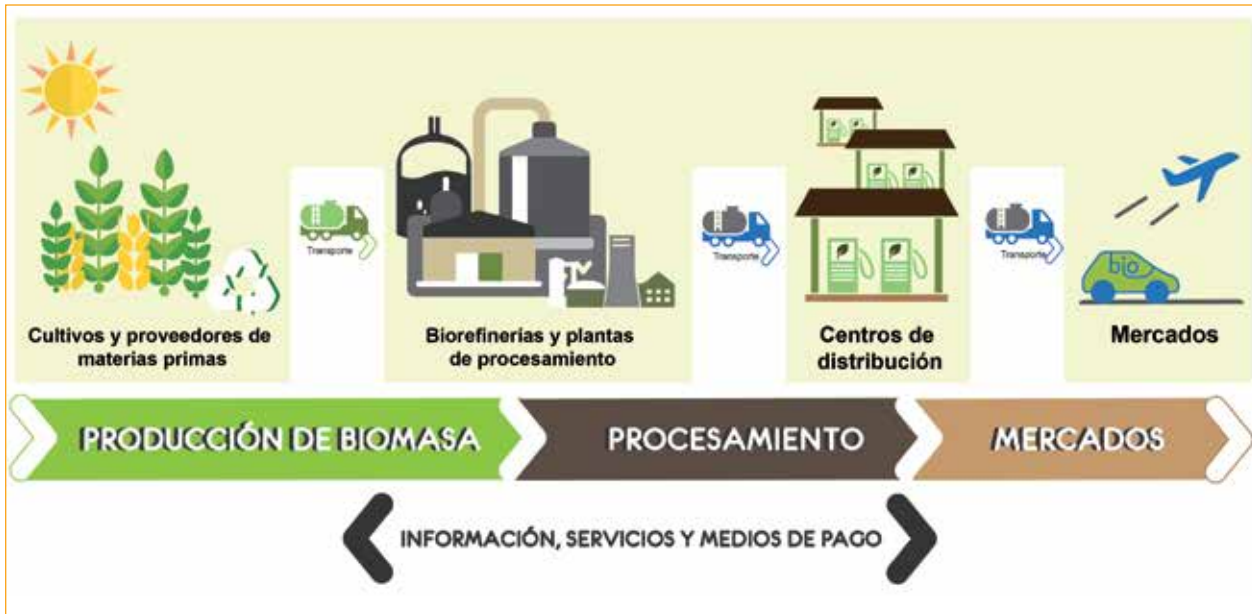 Transporte
Transporte
Transporte
bio
Cultivos y proveedores de
materias primas
Biorefinerías y plantas
de procesamiento
Centros de
distribución
Mercados
PRODUCCIÓN DE BIOMASA
PROCESAMIENTO
MERCADOS
INFORMACIÓN, SERVICIOS Y MEDIOS DE PAGO